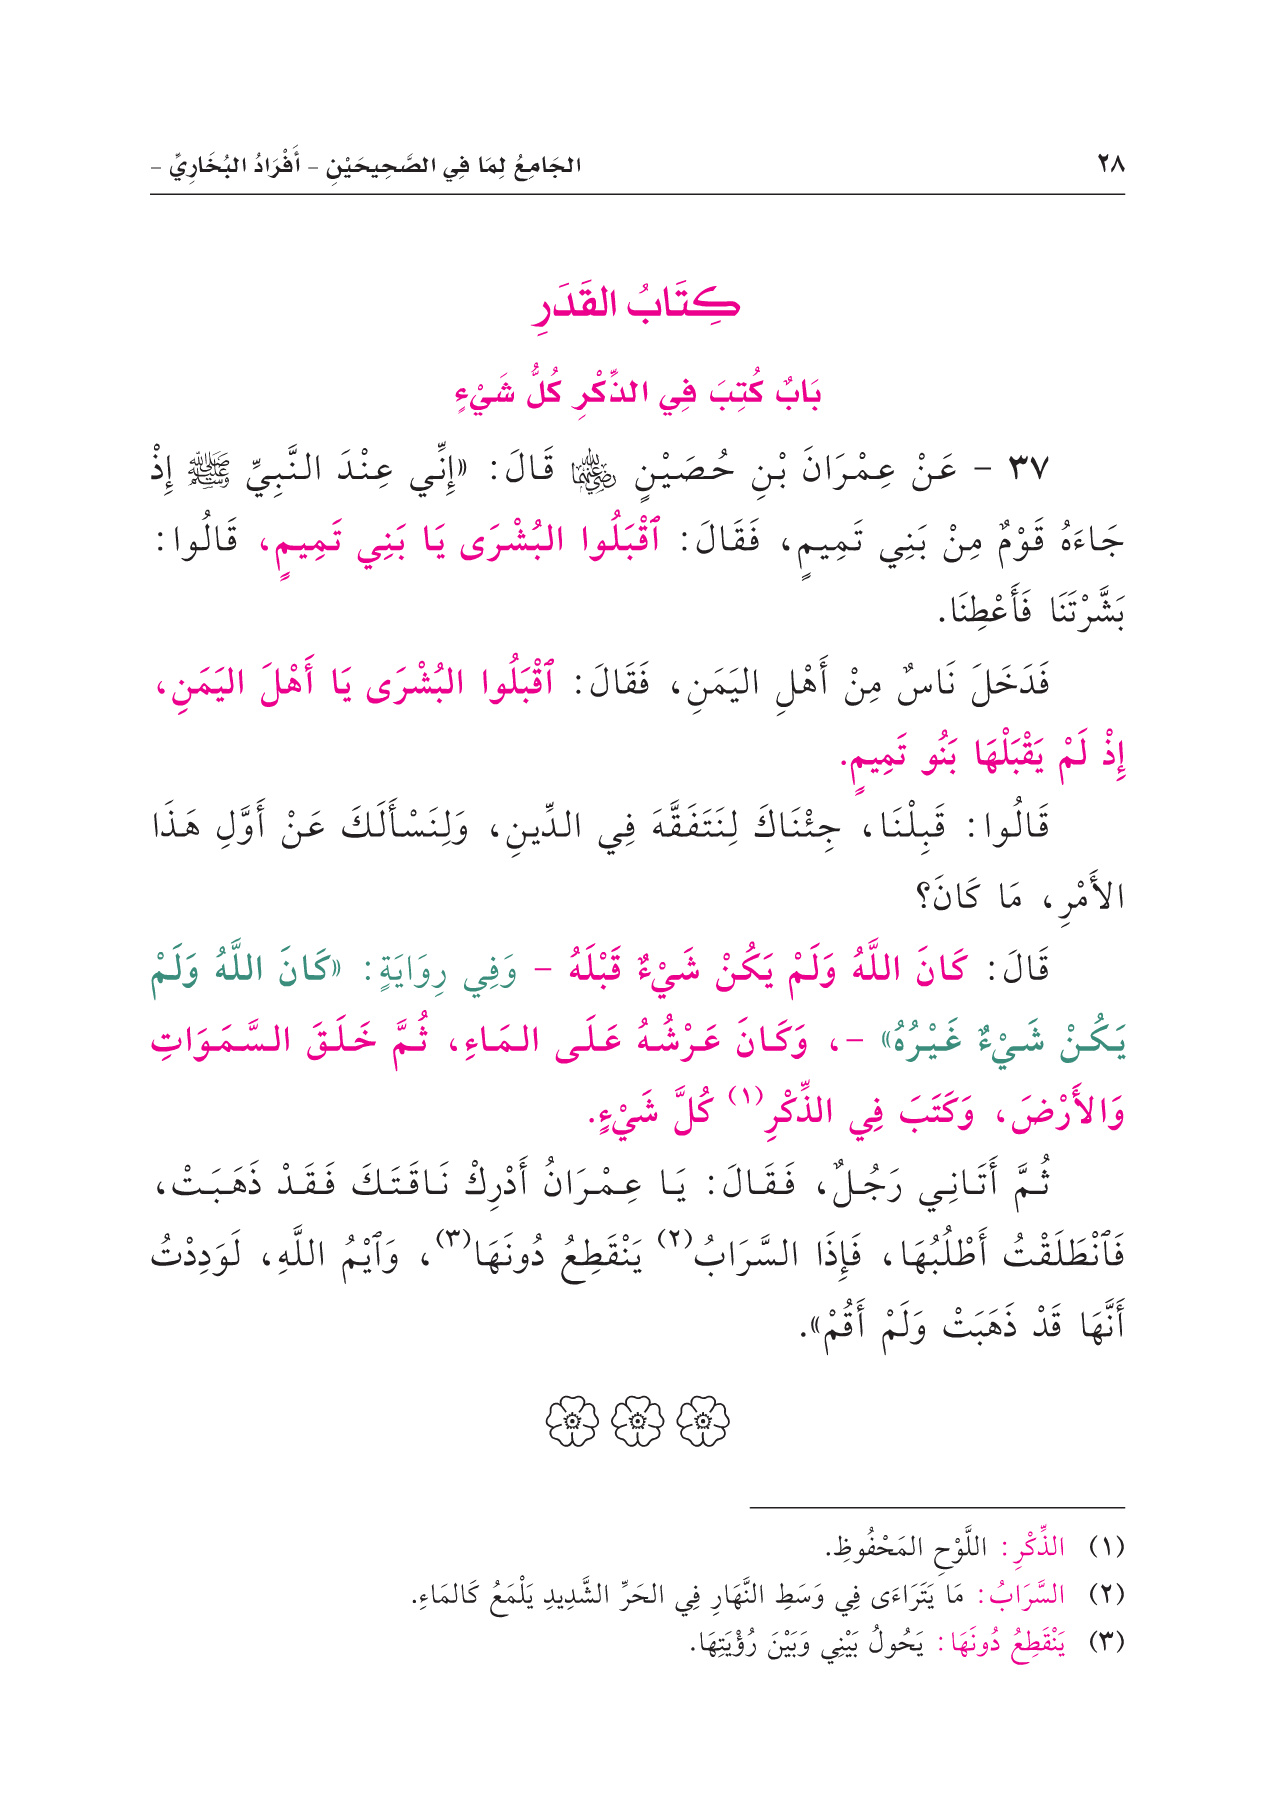 ٢٨
الجَامِعُ لِمَا فِي الصَّحِيحَيْنِ - أَفْرَادُ البُخَارِيِّ -
كِتَابُ القَدَرِ
بَابٌ كُتِبَ فِي الذِّكْرِ كُلُّ شَيْءٍ
٣٧ - عَنْ عِمْرَانَ بْنِ حُصَيْنٍ رضي الله عنهما قَالَ: «إِنِّي عِنْدَ النَّبِيِّ ﷺ إِذْ
جَاءَهُ قَوْمٌ مِنْ بَنِي تَمِيمٍ، فَقَالَ: ٱقْبَلُوا البُشْرَى يَا بَنِي تَمِيمٍ، قَالُوا:
بَشَّرْتَنَا فَأَعْطِنَا.
فَدَخَلَ نَاسٌ مِنْ أَهْلِ اليَمَنِ، فَقَالَ: ٱقْبَلُوا البُشْرَى يَا أَهْلَ اليَمَنِ،
إِذْ لَمْ يَقْبَلْهَا بَنُو تَمِيمٍ.
قَالُوا: قَبِلْنَا، جِئْنَاكَ لِنَتَفَقَّهَ فِي الدِّينِ، وَلِنَسْأَلَكَ عَنْ أَوَّلِ هَذَا
الأَمْرِ، مَا كَانَ؟
قَالَ: كَانَ اللَّهُ وَلَمْ يَكُنْ شَيْءٌ قَبْلَهُ - وَفِي رِوَايَةٍ: «كَانَ اللَّهُ وَلَمْ
يَكُنْ شَيْءٌ غَيْرُهُ» -، وَكَانَ عَرْشُهُ عَلَى المَاءِ، ثُمَّ خَلَقَ السَّمَوَاتِ
وَالأَرْضَ، وَكَتَبَ فِي الذِّكْرِ(١) كُلَّ شَيْءٍ.
ثُمَّ أَتَانِي رَجُلٌ، فَقَالَ: يَا عِمْرَانُ أَدْرِكْ نَاقَتَكَ فَقَدْ ذَهَبَتْ،
فَٱنْطَلَقْتُ أَطْلُبُهَا، فَإِذَا السَّرَابُ(٢) يَنْقَطِعُ دُونَهَا(٣)، وَٱيْمُ اللَّهِ، لَوَدِدْتُ
أَنَّهَا قَدْ ذَهَبَتْ وَلَمْ أَقُمْ».
(١) الذِّكْرِ: اللَّوْحِ المَحْفُوظِ.
(٢) السَّرَابُ: مَا يَتَرَاءَى فِي وَسَطِ النَّهَارِ فِي الحَرِّ الشَّدِيدِ يَلْمَعُ كَالمَاءِ.
(٣) يَنْقَطِعُ دُونَهَا: يَحُولُ بَيْنِي وَبَيْنَ رُؤْيَتِهَا.